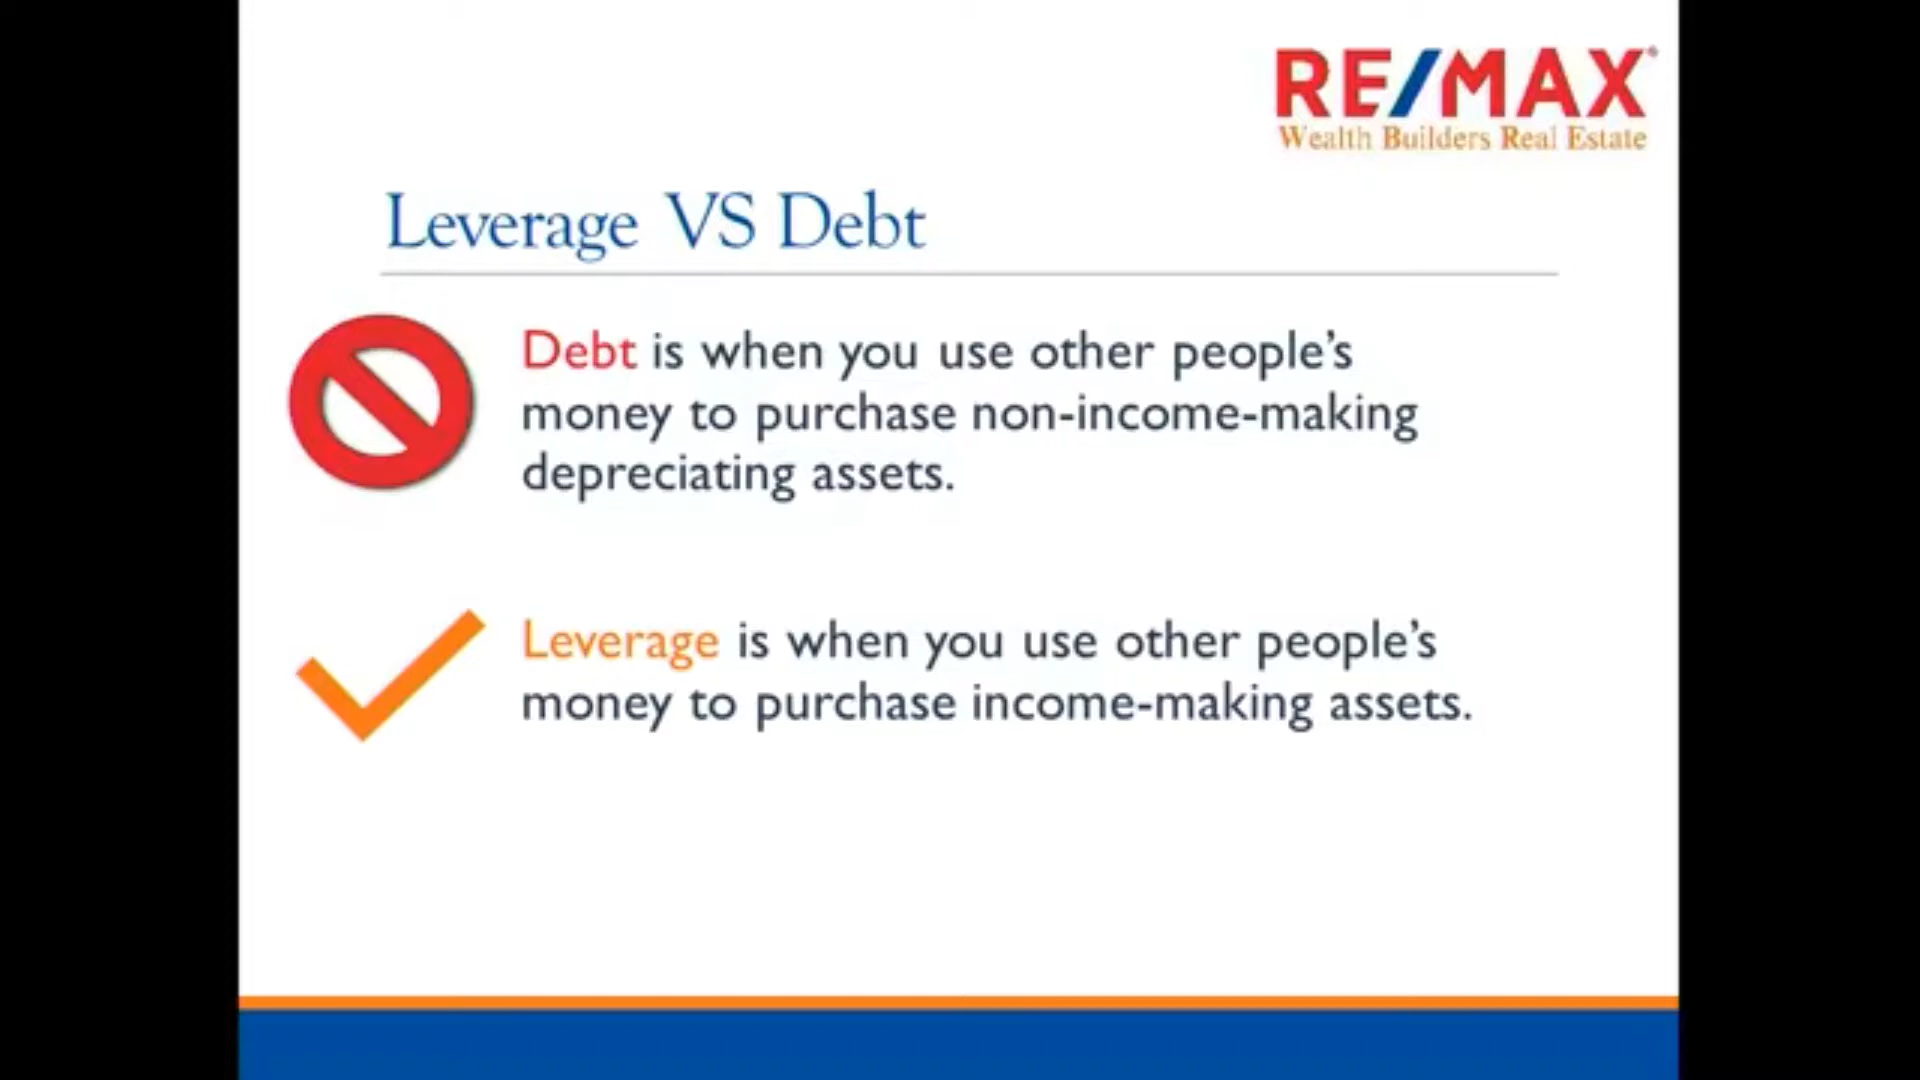 RE/MAX®
Wealth Builders Real Estate
Leverage VS Debt
Debt is when you use other people's
money to purchase non-income-making
depreciating assets.
Leverage is when you use other people's
money to purchase income-making assets.